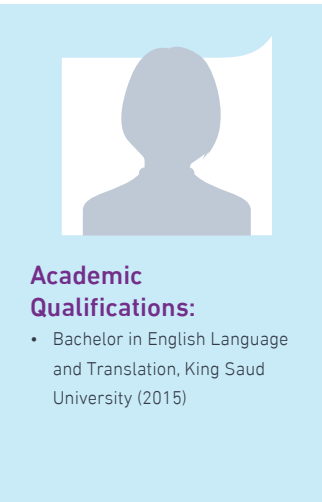 Academic
Qualifications:
• Bachelor in English Language
and Translation, King Saud
University (2015)